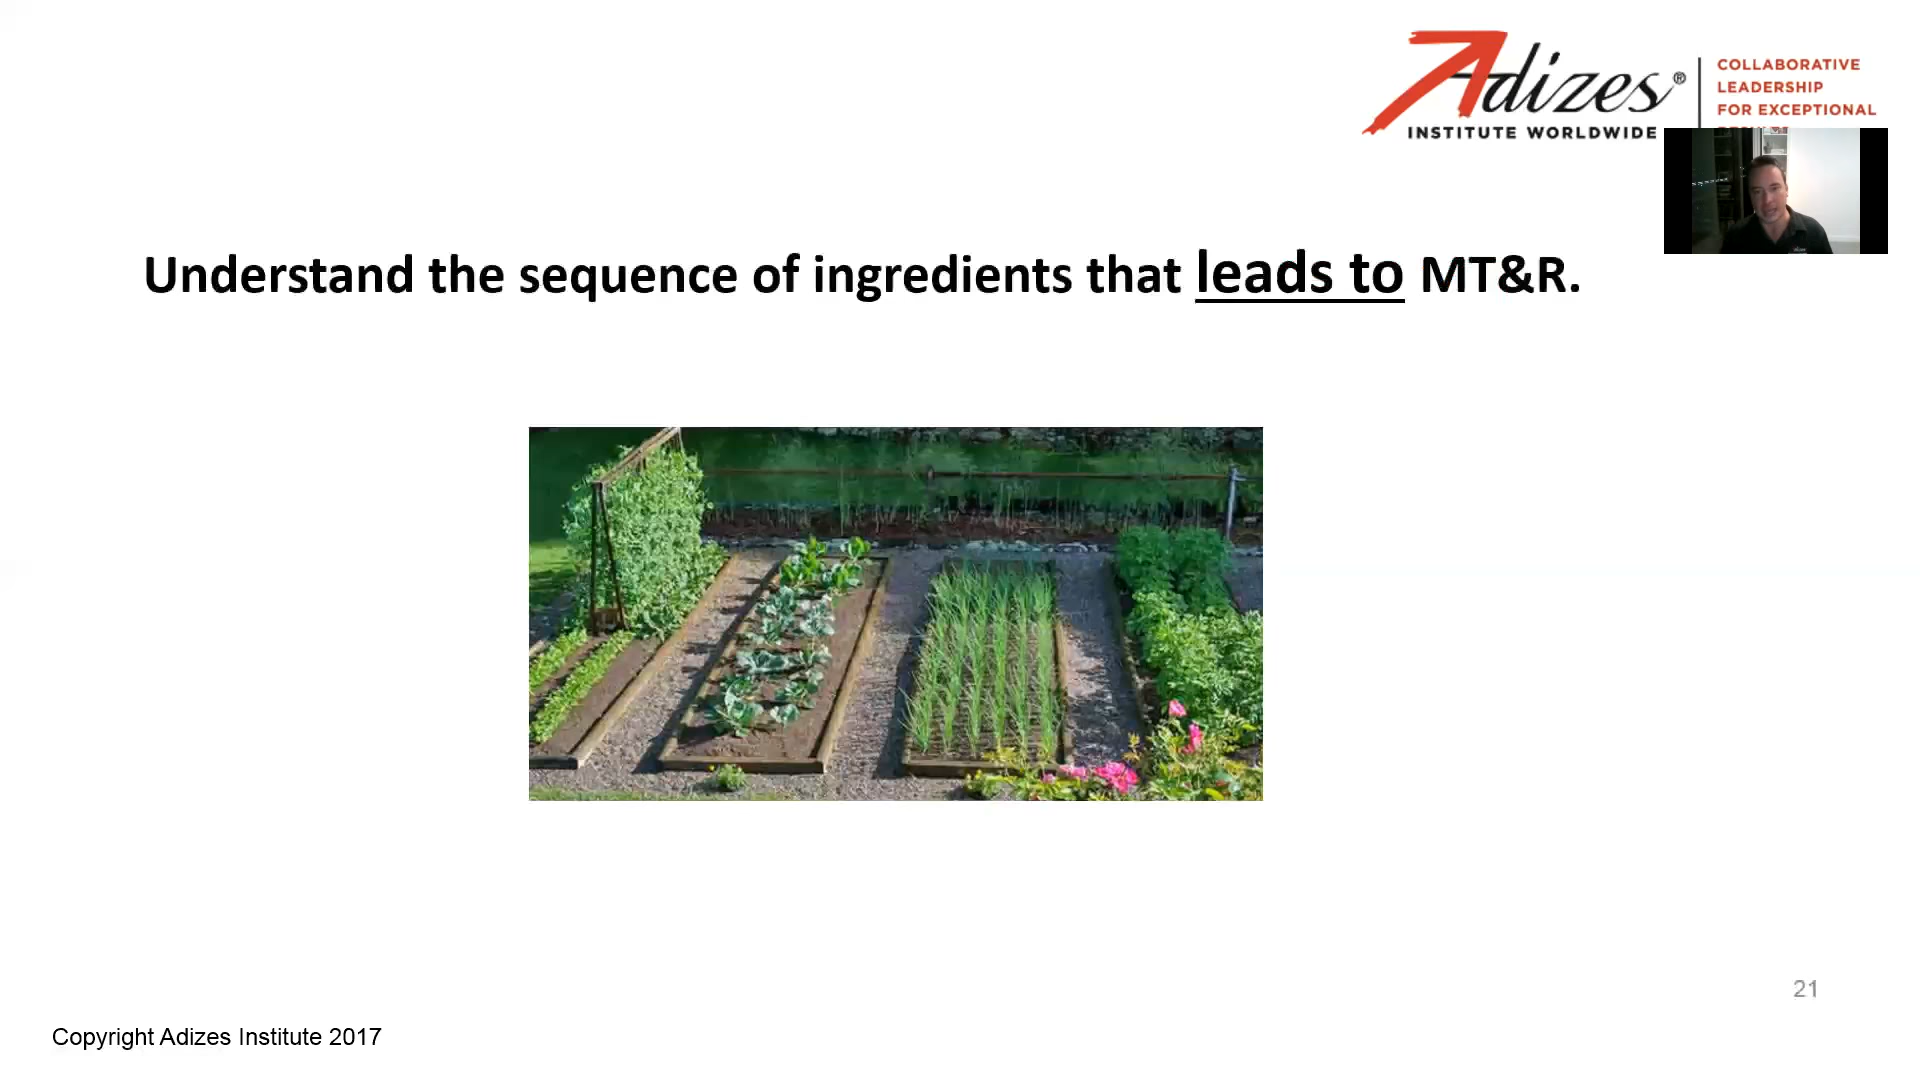 Adizes®
INSTITUTE WORLDWIDE
COLLABORATIVE
LEADERSHIP
FOR EXCEPTIONAL
Understand the sequence of ingredients that leads to MT&R.
21
Copyright Adizes Institute 2017